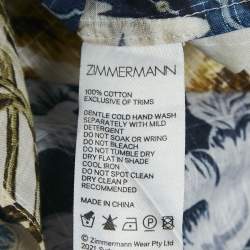 ZIMMERMANN
100% COTTON
EXCLUSIVE OF TRIMS
GENTLE COLD HAND WASH
SEPARATELY WITH MILD
DETERGENT
DO NOT SOAK OR WRING
DO NOT BLEACH
DO NOT TUMBLE DRY
DRY FLAT IN SHADE
COOL IRON
DO NOT SPOT CLEAN
DRY CLEAN P
RECOMMENDED
MADE IN CHINA
© Zimmermann Wear Pty Ltd
2021